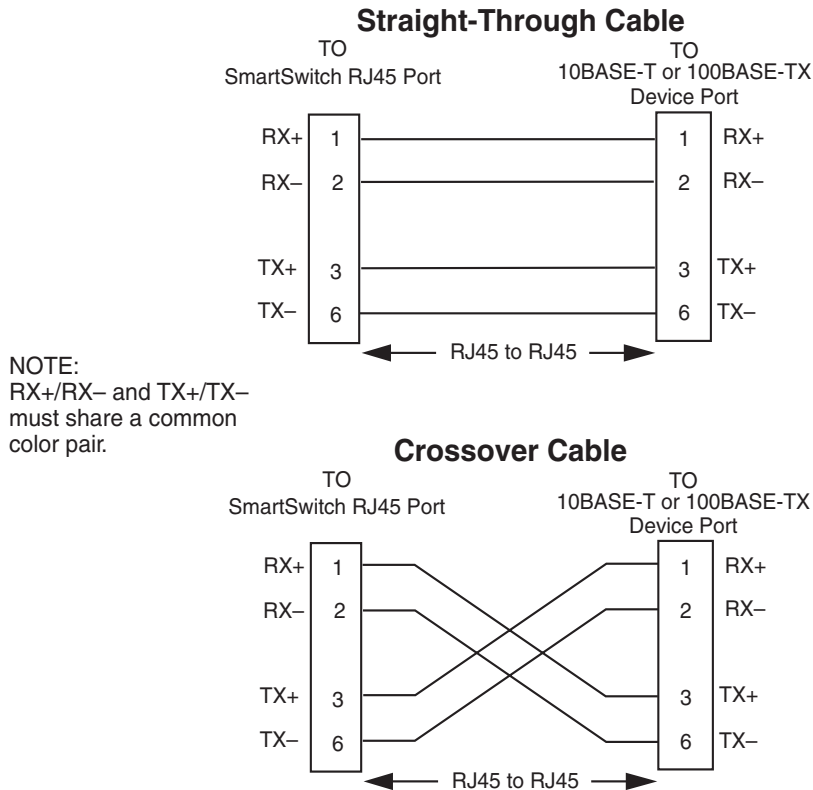 Straight-Through Cable
TO
SmartSwitch RJ45 Port
TO
10BASE-T or 100BASE-TX
Device Port
RX+ 1 1 RX+
RX– 2 2 RX–
TX+ 3 3 TX+
TX– 6 6 TX–
RJ45 to RJ45
NOTE:
RX+/RX– and TX+/TX–
must share a common
color pair.
Crossover Cable
TO
SmartSwitch RJ45 Port
TO
10BASE-T or 100BASE-TX
Device Port
RX+ 1 1 RX+
RX– 2 2 RX–
TX+ 3 3 TX+
TX– 6 6 TX–
RJ45 to RJ45